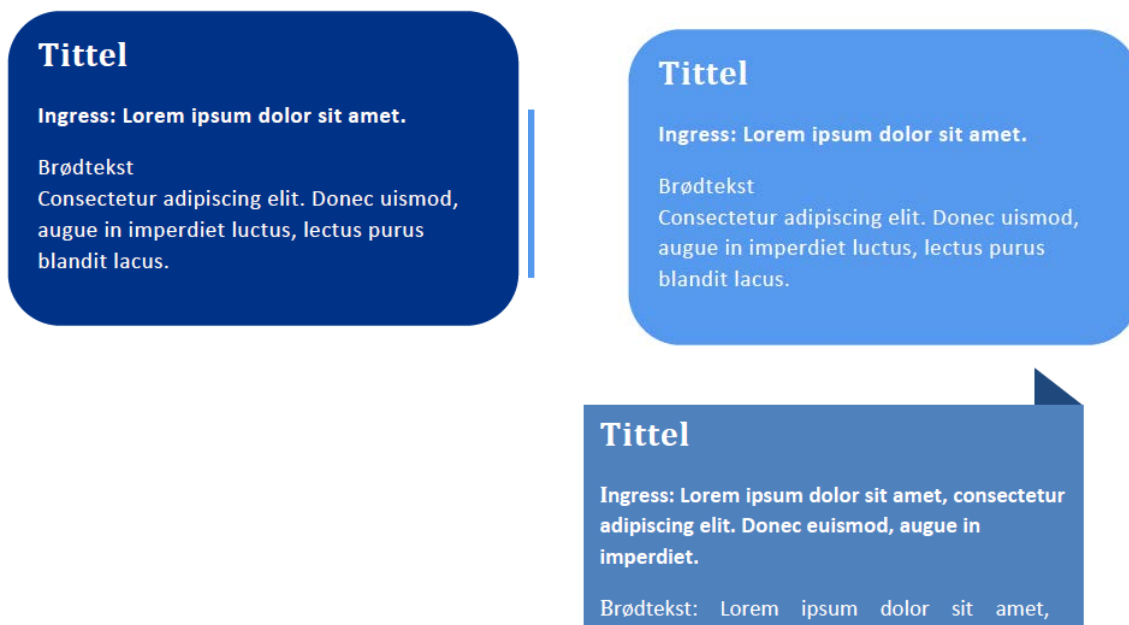 Tittel
Ingress: Lorem ipsum dolor sit amet.
Brødtekst
Consectetur adipiscing elit. Donec uismod,
augue in imperdiet luctus, lectus purus
blandit lacus.
Tittel
Ingress: Lorem ipsum dolor sit amet.
Brødtekst
Consectetur adipiscing elit. Donec uismod,
augue in imperdiet luctus, lectus purus
blandit lacus.
Tittel
Ingress: Lorem ipsum dolor sit amet, consectetur
adipiscing elit. Donec euismod, augue in
imperdiet.
Brødtekst: Lorem ipsum dolor sit amet,